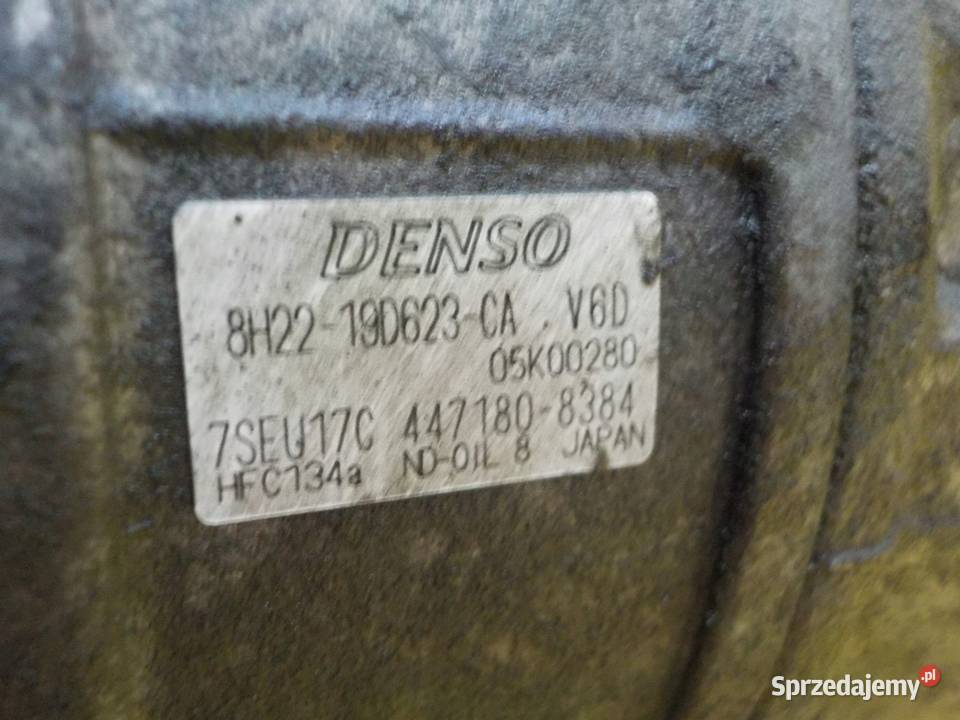 DENSO
8H22-19D623-CA V6D
05K00280
7SEU17C 447180-8384
HFC134a ND-OIL 8 JAPAN
Sprzedajemy.pl